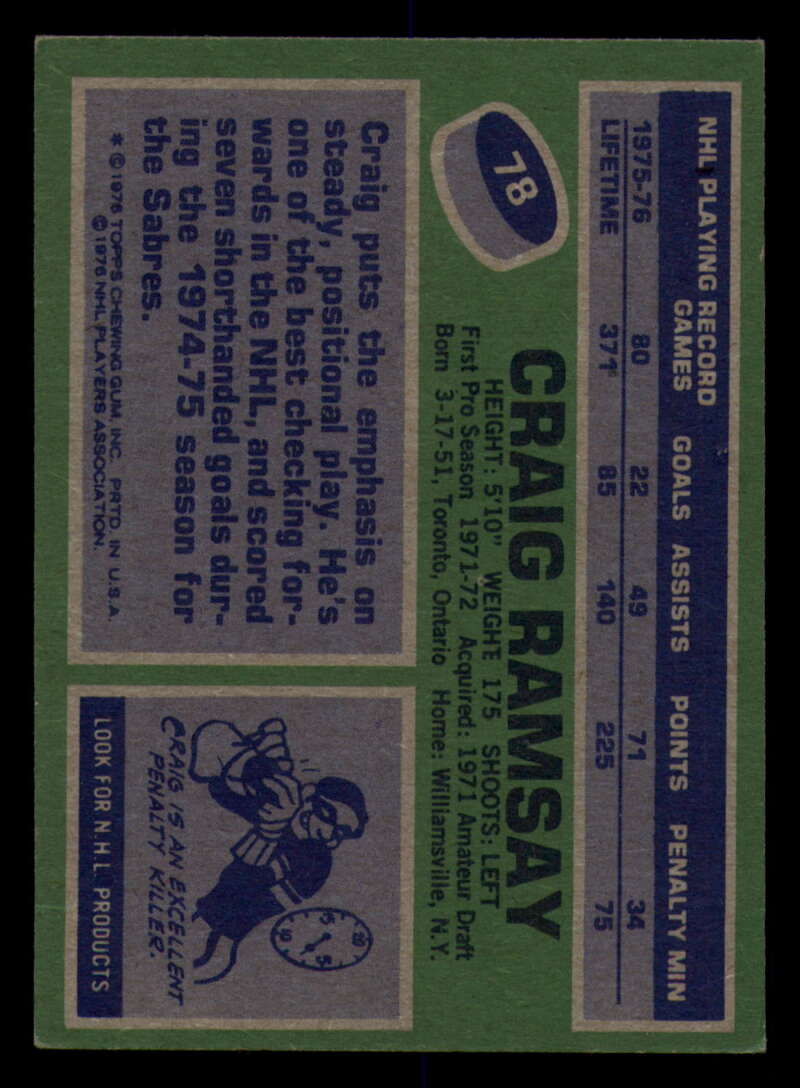 NHL PLAYING RECORD
GAMES GOALS ASSISTS POINTS PENALTY MIN
1975-76 80 22 49 71 34
LIFETIME 371 85 140 225 75
78
CRAIG RAMSAY
HEIGHT: 5'10" WEIGHT 175 SHOOTS: LEFT
First Pro Season 1971-72 Acquired: 1971 Amateur Draft
Born 3-17-51, Toronto, Ontario Home: Williamsville, N.Y.
Craig puts the emphasis on
steady, positional play. He's
one of the best checking for-
wards in the NHL, and scored
seven shorthanded goals dur-
ing the 1974-75 season for
the Sabres.
* © 1976 TOPPS CHEWING GUM, INC. PRTD. IN U.S.A.
© 1976 NHL PLAYERS ASSOCIATION.
20
15
5
10
CRAIG IS AN EXCELLENT
PENALTY KILLER.
LOOK FOR N.H.L. PRODUCTS